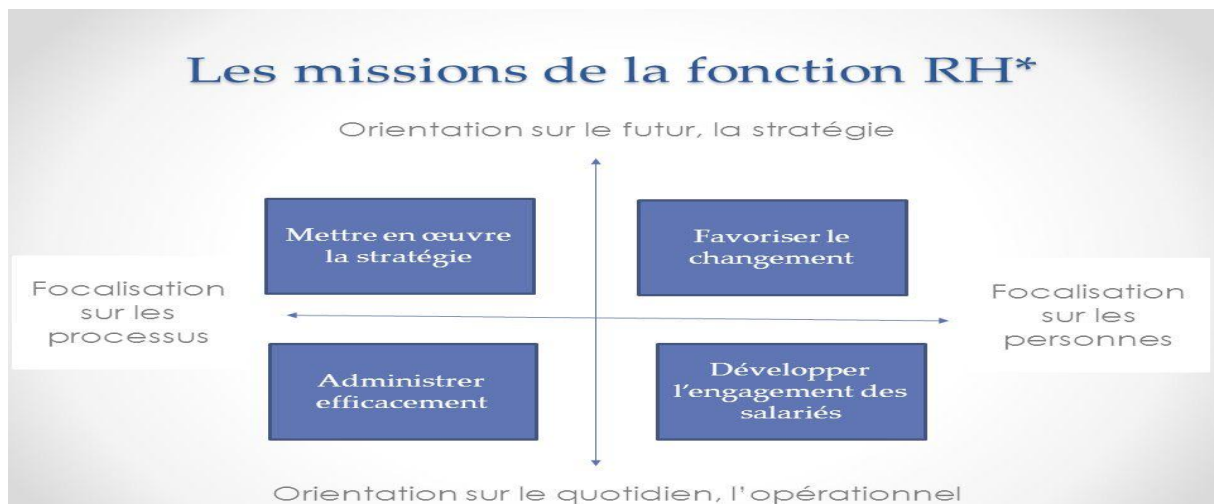 Les missions de la fonction RH*
Orientation sur le futur, la stratégie
Mettre en œuvre
la stratégie
Favoriser le
changement
Focalisation
sur les
processus
Focalisation
sur les
personnes
Administrer
efficacement
Développer
l'engagement des
salariés
Orientation sur le quotidien, l'opérationnel